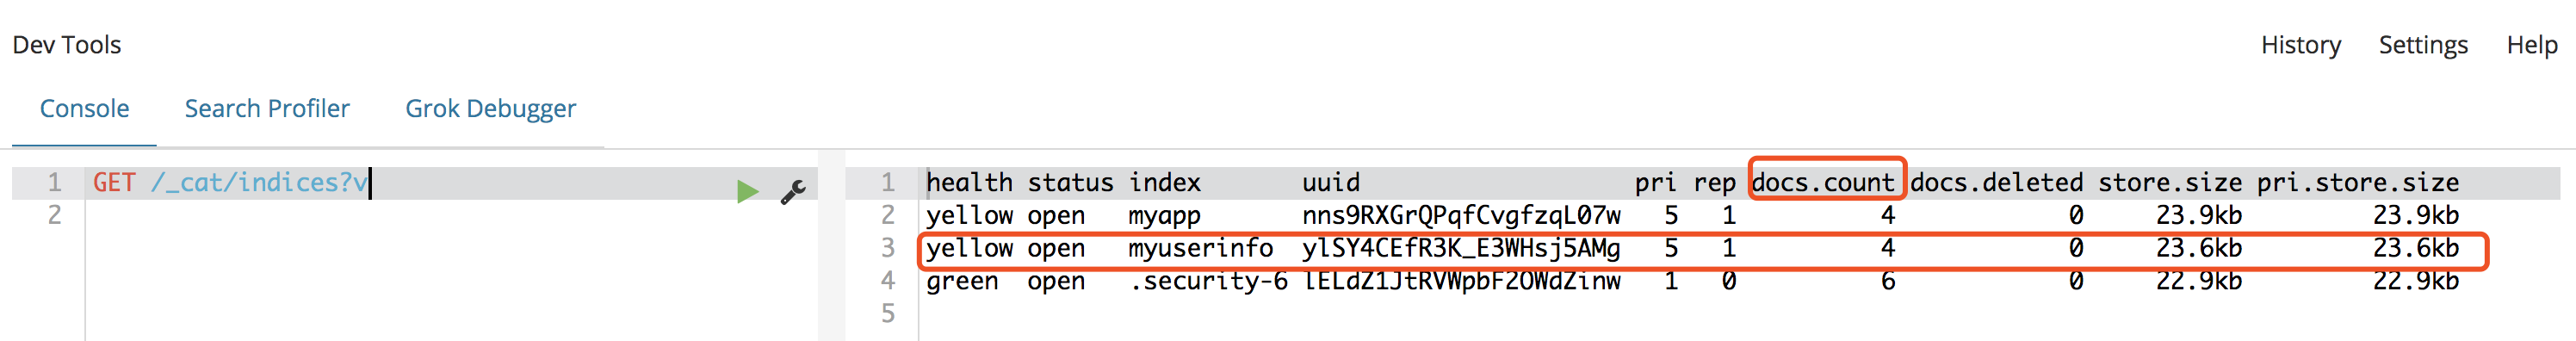 Dev Tools
History Settings Help
Console Search Profiler Grok Debugger
1 GET /_cat/indices?v
2
1 health status index uuid pri rep docs.count docs.deleted store.size pri.store.size
2 yellow open myapp nns9RXGrQPqfCvgfzqL07w 5 1 4 0 23.9kb 23.9kb
3 yellow open myuserinfo ylSY4CEfR3K_E3WHsj5AMg 5 1 4 0 23.6kb 23.6kb
4 green open .security-6 lELdZ1JtRVWpbF2OWdZinw 1 0 6 0 22.9kb 22.9kb
5